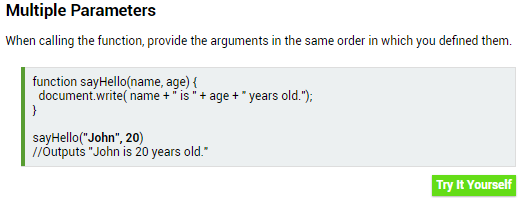 Multiple Parameters
When calling the function, provide the arguments in the same order in which you defined them.
function sayHello(name, age) {
document.write( name + " is " + age + " years old.");
}
sayHello("John", 20)
//Outputs "John is 20 years old."
Try It Yourself